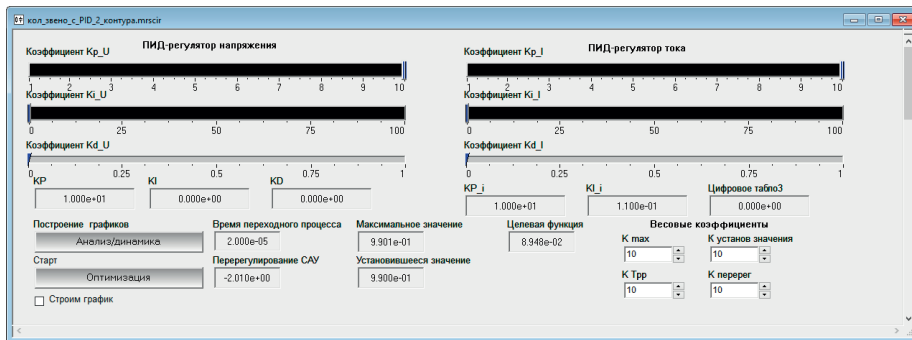 кол_звено_с_PID_2_контура.mrscir
ПИД-регулятор напряжения
ПИД-регулятор тока
Коэффициент Kp_U
Коэффициент Kp_I
1 2 3 4 5 6 7 8 9 10
1 2 3 4 5 6 7 8 9 10
Коэффициент Ki_U
Коэффициент Ki_I
0 25 50 75 100
0 25 50 75 100
Коэффициент Kd_U
Коэффициент Kd_I
0 0.25 0.5 0.75 1
0 0.25 0.5 0.75 1
KP KI KD
1.000e+01 0.000e+00 0.000e+00
KP_i KI_i Цифровое табло3
1.000e+01 1.100e-01 0.000e+00
Построение графиков
Анализ/динамика
Время переходного процесса
2.000e-05
Максимальное значение
9.901e-01
Целевая функция
8.948e-02
Весовые коэффициенты
K max
10
K установ значения
10
Старт
Оптимизация
Перерегулирование САУ
-2.010e+00
Установившееся значение
9.900e-01
K Tpp
10
K перерег
10
Строим график